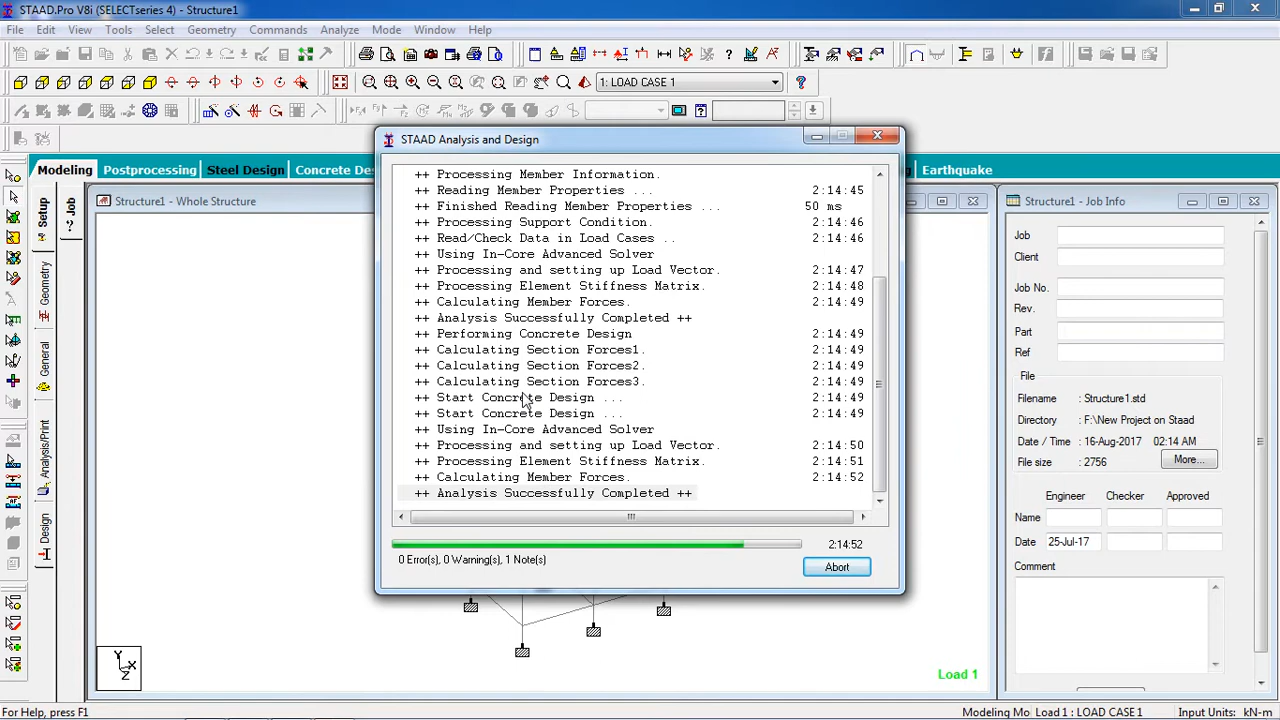 STAAD.Pro V8i (SELECTseries 4) - Structure1
File Edit View Tools Select Geometry Commands Analyze Mode Window Help
1: LOAD CASE 1
Modeling Postprocessing Steel Design Concrete De Earthquake
Structure1 - Whole Structure
STAAD Analysis and Design
++ Processing Member Information.
++ Reading Member Properties ... 2:14:45
++ Finished Reading Member Properties ... 50 ms
++ Processing Support Condition. 2:14:46
++ Read/Check Data in Load Cases .. 2:14:46
++ Using In-Core Advanced Solver
++ Processing and setting up Load Vector. 2:14:47
++ Processing Element Stiffness Matrix. 2:14:48
++ Calculating Member Forces. 2:14:49
++ Analysis Successfully Completed ++
++ Performing Concrete Design 2:14:49
++ Calculating Section Forces1. 2:14:49
++ Calculating Section Forces2. 2:14:49
++ Calculating Section Forces3. 2:14:49
++ Start Concrete Design ... 2:14:49
++ Start Concrete Design ... 2:14:49
++ Using In-Core Advanced Solver
++ Processing and setting up Load Vector. 2:14:50
++ Processing Element Stiffness Matrix. 2:14:51
++ Calculating Member Forces. 2:14:52
++ Analysis Successfully Completed ++
2:14:52
0 Error(s), 0 Warning(s), 1 Note(s)
Abort
Setup
Job
Geometry
General
Analysis/Print
Design
Y
X
Z
Load 1
Structure1 - Job Info
Job
Client
Job No.
Rev.
Part
Ref
File
Filename : Structure1.std
Directory : F:\New Project on Staad
Date / Time : 16-Aug-2017 02:14 AM
File size : 2756 More...
Engineer Checker Approved
Name
Date 25-Jul-17
Comment
For Help, press F1
Modeling Mo Load 1 : LOAD CASE 1 Input Units: kN-m